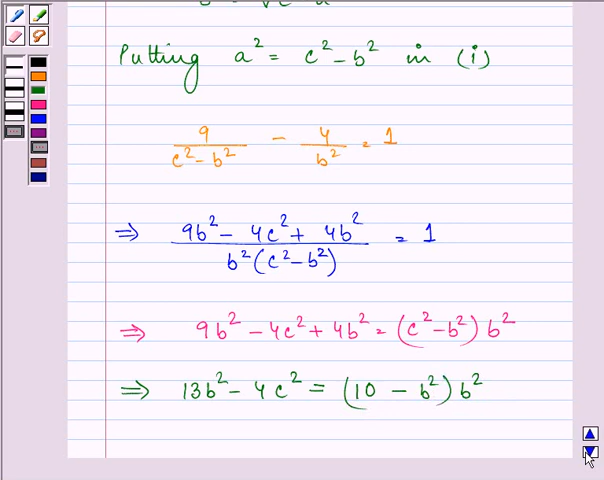 Putting a² = c² – b² in (i)
9/(c² – b²) – 4/b² = 1
⇒ (9b² – 4c² + 4b²)/(b²(c² – b²)) = 1
⇒ 9b² – 4c² + 4b² = (c² – b²) b²
⇒ 13b² – 4c² = (10 – b²) b²